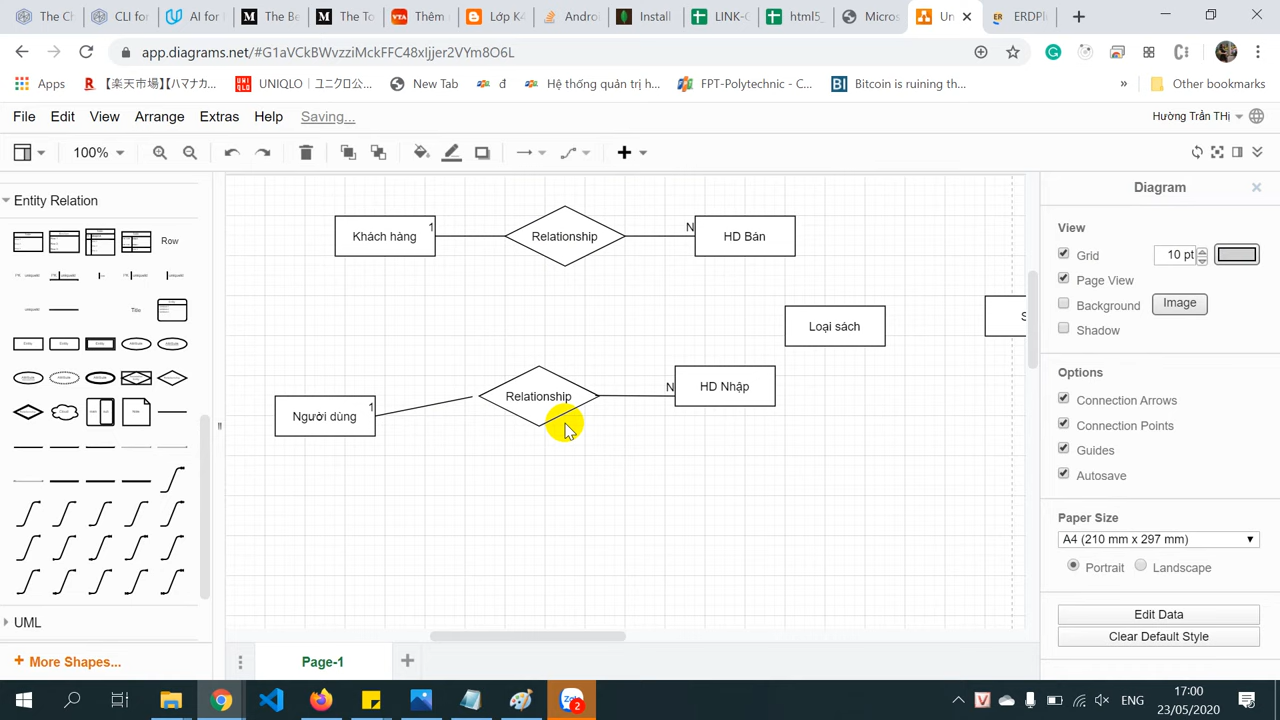 The Ch
CHfor
AI fo
The Be
The To
Thêm
Lớp KA
Andro
Install
LINK-C
html5_
Micros
Un
ERDPl
app.diagrams.net/#G1aVCkBWvzziMckFFC48xljjer2VYm8O6L
Apps
【楽天市場】【ハマナカ...
UNIQLO｜ユニクロ公...
New Tab
đ
Hệ thống quản trị h...
FPT-Polytechnic - C...
Bitcoin is ruining th...
»
Other bookmarks
File Edit View Arrange Extras Help Saving...
Hường Trần THị
100%
Entity Relation
Row
Title
Khách hàng
1
Relationship
N
HD Bán
Loại sách
S
Người dùng
1
Relationship
N
HD Nhập
UML
+ More Shapes...
Page-1
Diagram
View
Grid 10 pt
Page View
Background Image
Shadow
Options
Connection Arrows
Connection Points
Guides
Autosave
Paper Size
A4 (210 mm x 297 mm)
Portrait Landscape
Edit Data
Clear Default Style
2
ENG
17:00
23/05/2020